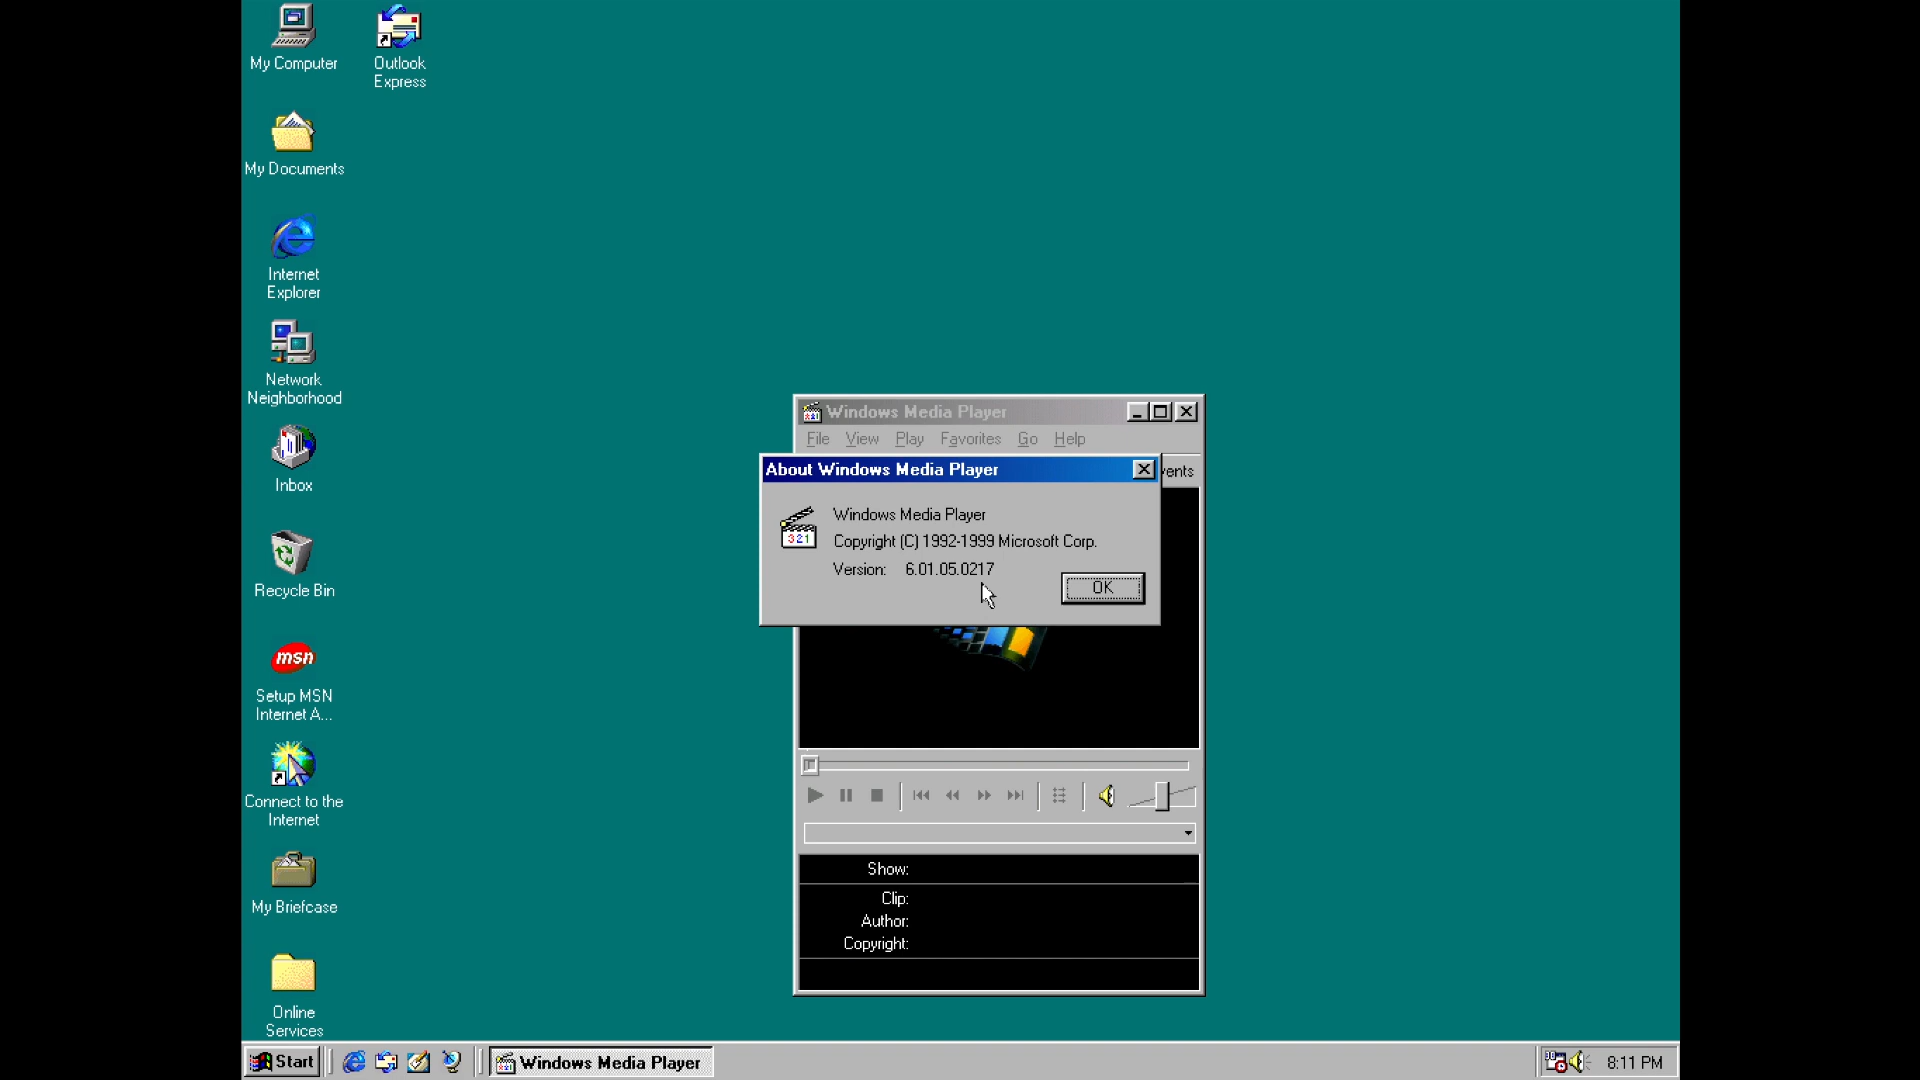 My Computer
Outlook
Express
My Documents
Internet
Explorer
Network
Neighborhood
Inbox
Recycle Bin
msn
Setup MSN
Internet A...
Connect to the
Internet
My Briefcase
Online
Services
Windows Media Player
File View Play Favorites Go Help
About Windows Media Player
vents
321
Windows Media Player
Copyright (C) 1992-1999 Microsoft Corp.
Version: 6.01.05.0217
OK
Show:
Clip:
Author:
Copyright:
Start
Windows Media Player
8:11 PM